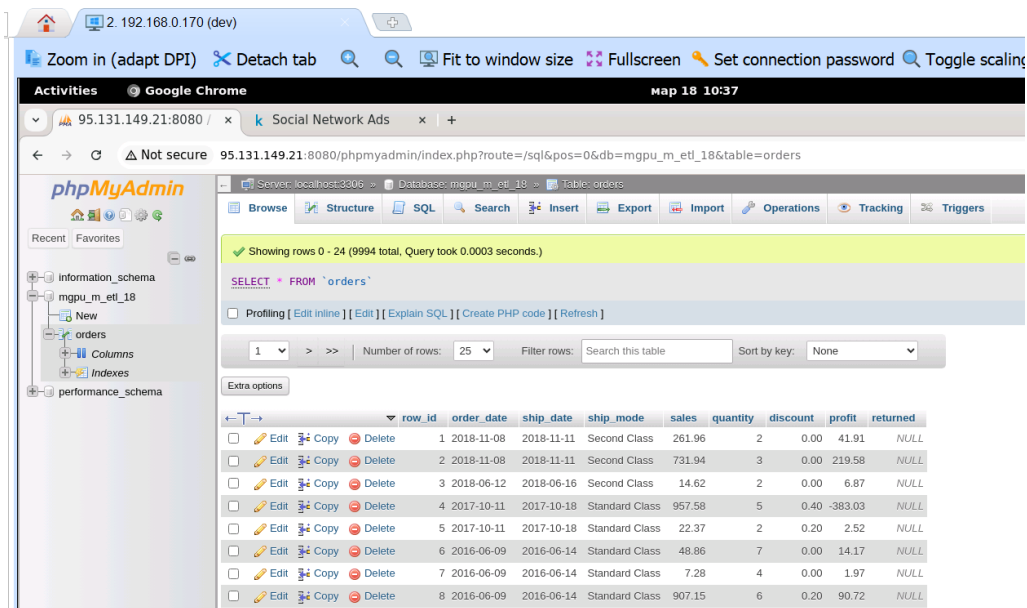 2. 192.168.0.170 (dev)
Zoom in (adapt DPI) Detach tab Fit to window size Fullscreen Set connection password Toggle scaling
Activities Google Chrome мар 18 10:37
95.131.149.21:8080 / Social Network Ads
Not secure 95.131.149.21:8080/phpmyadmin/index.php?route=/sql&pos=0&db=mgpu_m_etl_18&table=orders
phpMyAdmin
Recent Favorites
information_schema
mgpu_m_etl_18
New
orders
Columns
Indexes
performance_schema
Server: localhost:3306 » Database: mgpu_m_etl_18 » Table: orders
Browse Structure SQL Search Insert Export Import Operations Tracking Triggers
Showing rows 0 - 24 (9994 total, Query took 0.0003 seconds.)
SELECT * FROM `orders`
Profiling [ Edit inline ] [ Edit ] [ Explain SQL ] [ Create PHP code ] [ Refresh ]
1 > >> Number of rows: 25 Filter rows: Search this table Sort by key: None
Extra options
row_id order_date ship_date ship_mode sales quantity discount profit returned
Edit Copy Delete 1 2018-11-08 2018-11-11 Second Class 261.96 2 0.00 41.91 NULL
Edit Copy Delete 2 2018-11-08 2018-11-11 Second Class 731.94 3 0.00 219.58 NULL
Edit Copy Delete 3 2018-06-12 2018-06-16 Second Class 14.62 2 0.00 6.87 NULL
Edit Copy Delete 4 2017-10-11 2017-10-18 Standard Class 957.58 5 0.40 -383.03 NULL
Edit Copy Delete 5 2017-10-11 2017-10-18 Standard Class 22.37 2 0.20 2.52 NULL
Edit Copy Delete 6 2016-06-09 2016-06-14 Standard Class 48.86 7 0.00 14.17 NULL
Edit Copy Delete 7 2016-06-09 2016-06-14 Standard Class 7.28 4 0.00 1.97 NULL
Edit Copy Delete 8 2016-06-09 2016-06-14 Standard Class 907.15 6 0.20 90.72 NULL